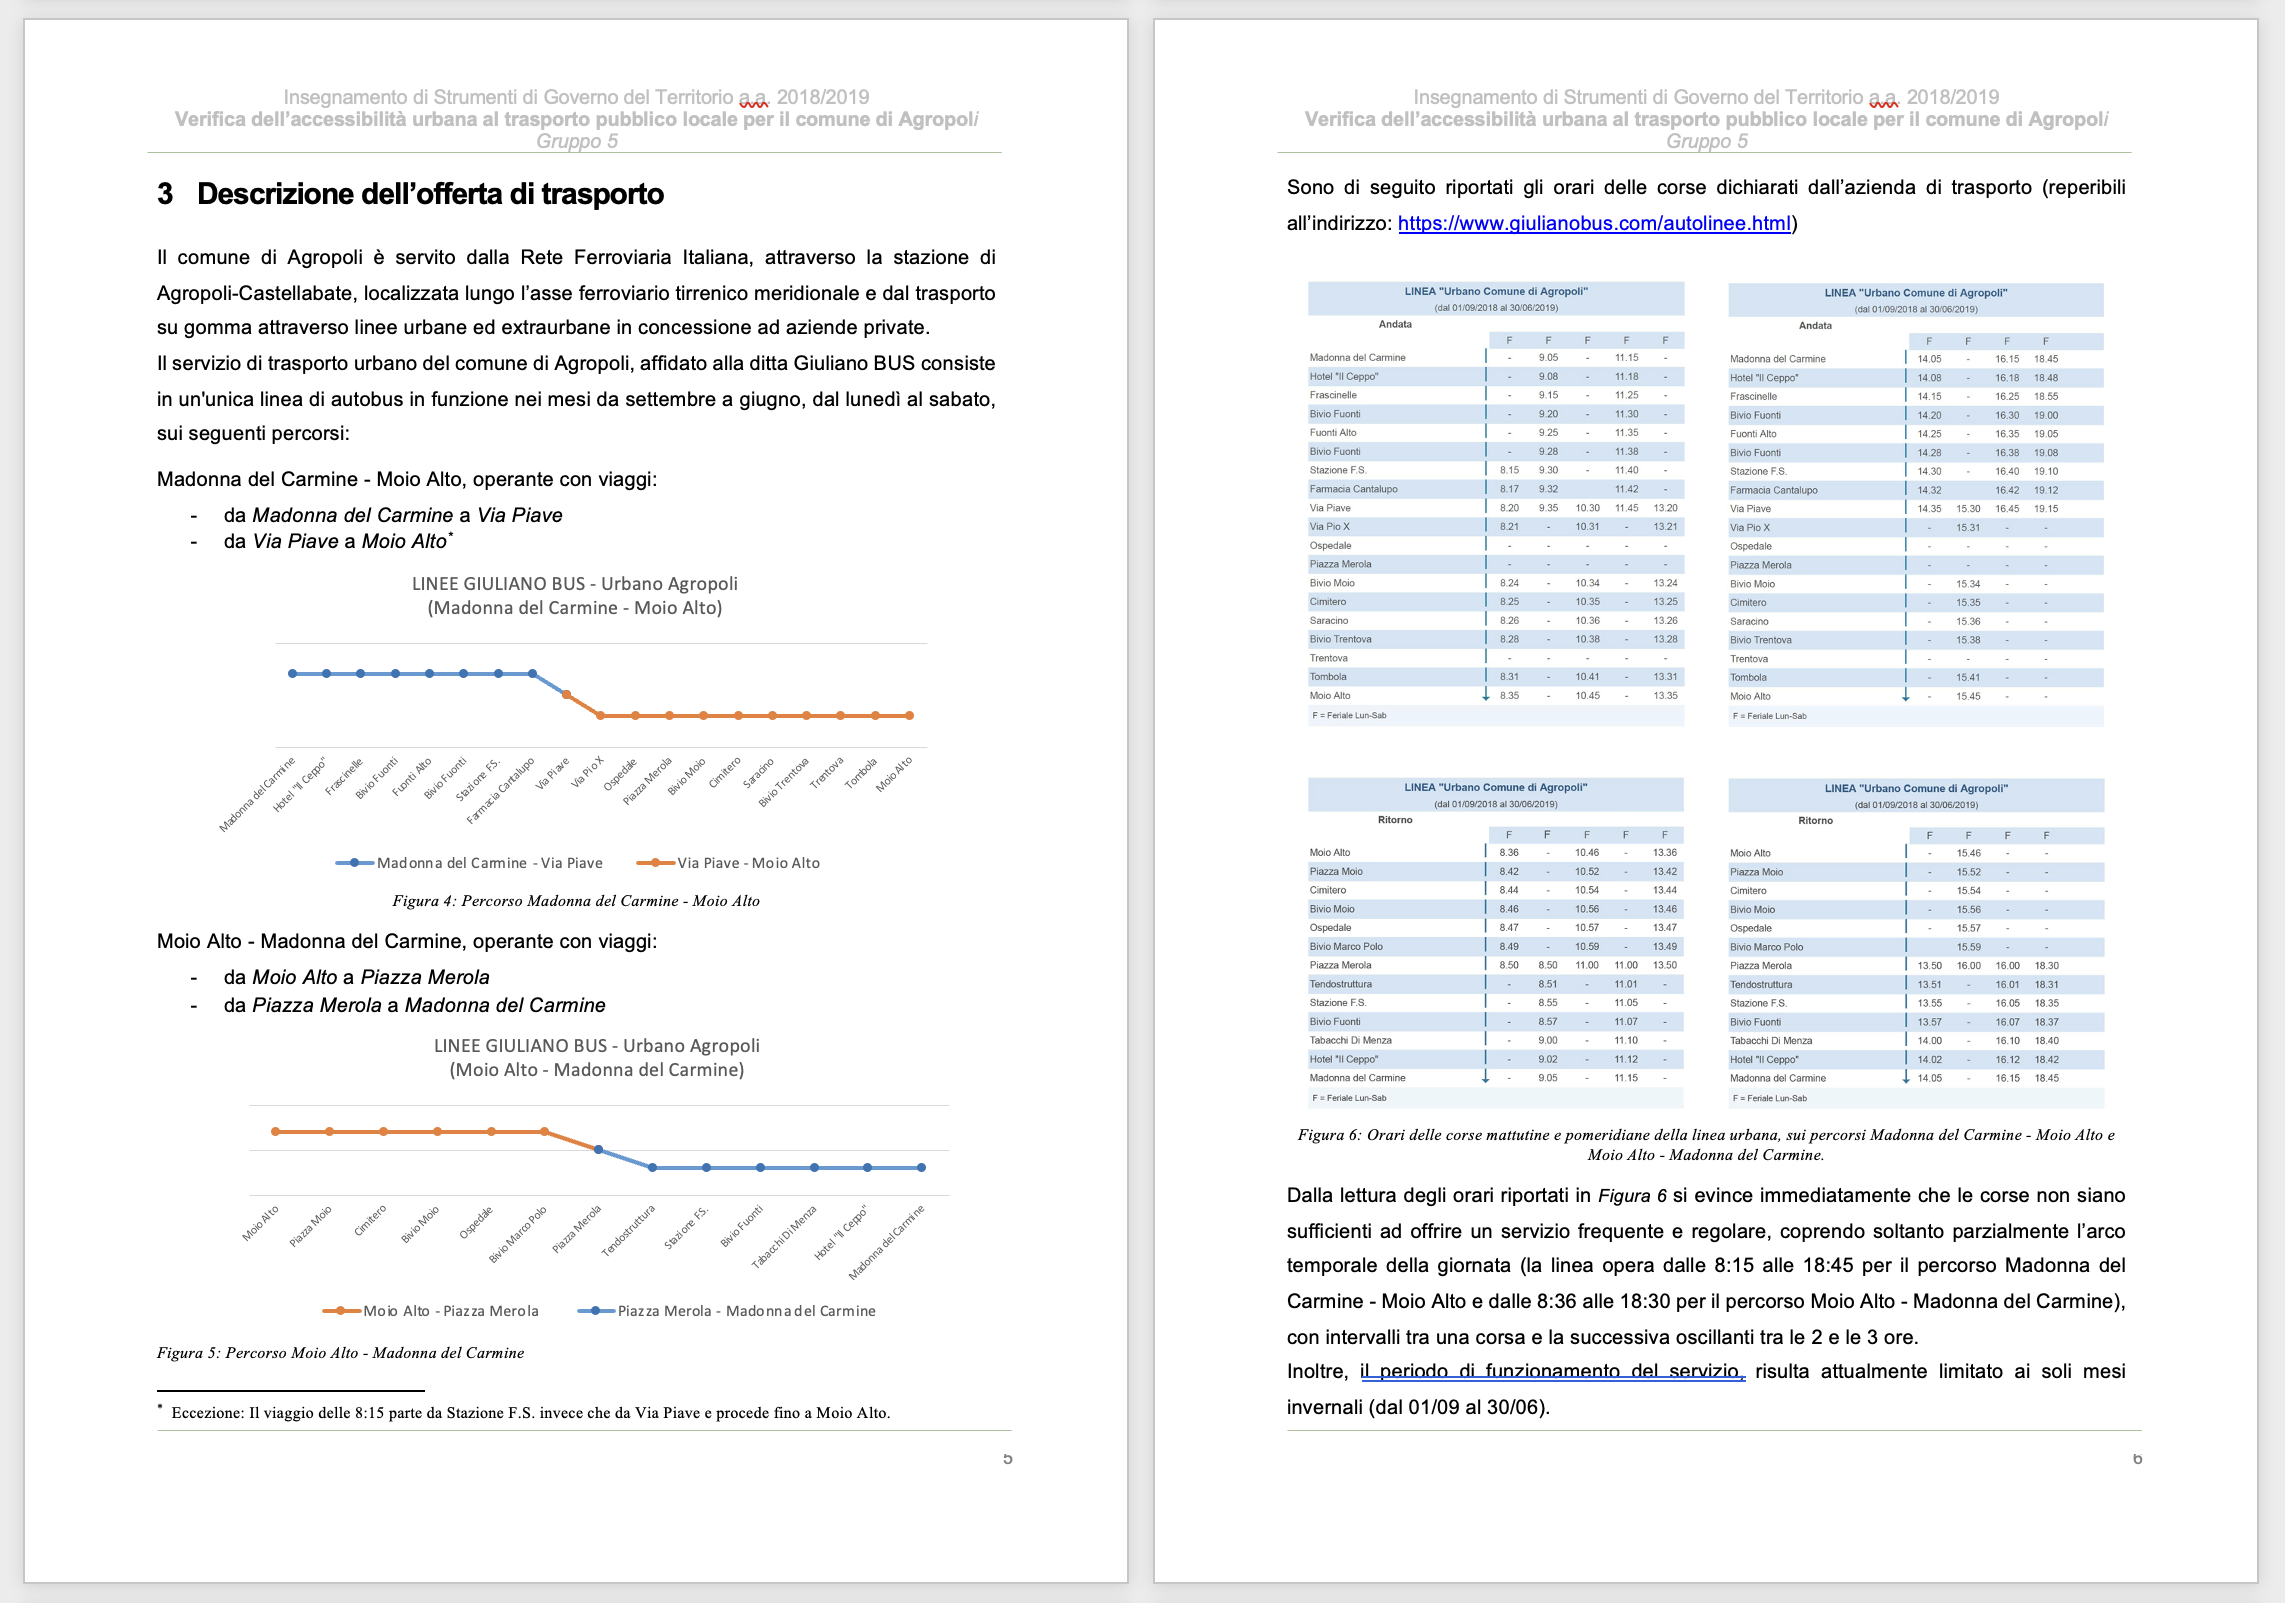 Insegnamento di Strumenti di Governo del Territorio a.a. 2018/2019
Verifica dell'accessibilità urbana al trasporto pubblico locale per il comune di Agropoli
Gruppo 5
3 Descrizione dell'offerta di trasporto
Il comune di Agropoli è servito dalla Rete Ferroviaria Italiana, attraverso la stazione di
Agropoli-Castellabate, localizzata lungo l'asse ferroviario tirrenico meridionale e dal trasporto
su gomma attraverso linee urbane ed extraurbane in concessione ad aziende private.
Il servizio di trasporto urbano del comune di Agropoli, affidato alla ditta Giuliano BUS consiste
in un'unica linea di autobus in funzione nei mesi da settembre a giugno, dal lunedì al sabato,
sui seguenti percorsi:
Madonna del Carmine - Moio Alto, operante con viaggi:
- da Madonna del Carmine a Via Piave
- da Via Piave a Moio Alto*
LINEE GIULIANO BUS - Urbano Agropoli
(Madonna del Carmine - Moio Alto)
Madonna del Carmine
Hotel "Il Ceppo"
Frascinelle
Bivio Fuonti
Fuonti Alto
Bivio Fuonti
Stazione F.S.
Farmacia Cantalupo
Via Piave
Via Pio X
Ospedale
Piazza Merola
Bivio Moio
Cimitero
Saracino
Bivio Trentova
Trentova
Tombola
Moio Alto
Madonna del Carmine - Via Piave
Via Piave - Moio Alto
Figura 4: Percorso Madonna del Carmine - Moio Alto
Moio Alto - Madonna del Carmine, operante con viaggi:
- da Moio Alto a Piazza Merola
- da Piazza Merola a Madonna del Carmine
LINEE GIULIANO BUS - Urbano Agropoli
(Moio Alto - Madonna del Carmine)
Moio Alto
Piazza Moio
Cimitero
Bivio Moio
Ospedale
Bivio Marco Polo
Piazza Merola
Tendostruttura
Stazione F.S.
Bivio Fuonti
Tabacchi Di Menza
Hotel "Il Ceppo"
Madonna del Carmine
Moio Alto - Piazza Merola
Piazza Merola - Madonna del Carmine
Figura 5: Percorso Moio Alto - Madonna del Carmine
* Eccezione: Il viaggio delle 8:15 parte da Stazione F.S. invece che da Via Piave e procede fino a Moio Alto.
5
Insegnamento di Strumenti di Governo del Territorio a.a. 2018/2019
Verifica dell'accessibilità urbana al trasporto pubblico locale per il comune di Agropoli
Gruppo 5
Sono di seguito riportati gli orari delle corse dichiarati dall'azienda di trasporto (reperibili
all'indirizzo: https://www.giulianobus.com/autolinee.html)
LINEA "Urbano Comune di Agropoli"
(dal 01/09/2018 al 30/06/2019)
Andata
F F F F F
Madonna del Carmine - 9.05 - 11.15 -
Hotel "Il Ceppo" - 9.08 - 11.18 -
Frascinelle - 9.15 - 11.25 -
Bivio Fuonti - 9.20 - 11.30 -
Fuonti Alto - 9.25 - 11.35 -
Bivio Fuonti - 9.28 - 11.38 -
Stazione F.S. 8.15 9.30 - 11.40 -
Farmacia Cantalupo 8.17 9.32 11.42 -
Via Piave 8.20 9.35 10.30 11.45 13.20
Via Pio X 8.21 - 10.31 - 13.21
Ospedale - - - - -
Piazza Merola - - - - -
Bivio Moio 8.24 - 10.34 - 13.24
Cimitero 8.25 - 10.35 - 13.25
Saracino 8.26 - 10.36 - 13.26
Bivio Trentova 8.28 - 10.38 - 13.28
Trentova - - - - -
Tombola 8.31 - 10.41 - 13.31
Moio Alto 8.35 - 10.45 - 13.35
F = Feriale Lun-Sab
LINEA "Urbano Comune di Agropoli"
(dal 01/09/2018 al 30/06/2019)
Andata
F F F F
Madonna del Carmine 14.05 - 16.15 18.45
Hotel "Il Ceppo" 14.08 - 16.18 18.48
Frascinelle 14.15 - 16.25 18.55
Bivio Fuonti 14.20 - 16.30 19.00
Fuonti Alto 14.25 - 16.35 19.05
Bivio Fuonti 14.28 - 16.38 19.08
Stazione F.S. 14.30 - 16.40 19.10
Farmacia Cantalupo 14.32 16.42 19.12
Via Piave 14.35 15.30 16.45 19.15
Via Pio X - 15.31 - -
Ospedale - - - -
Piazza Merola - - - -
Bivio Moio - 15.34 - -
Cimitero - 15.35 - -
Saracino - 15.36 - -
Bivio Trentova - 15.38 - -
Trentova - - - -
Tombola - 15.41 - -
Moio Alto - 15.45 - -
F = Feriale Lun-Sab
LINEA "Urbano Comune di Agropoli"
(dal 01/09/2018 al 30/06/2019)
Ritorno
F F F F F
Moio Alto 8.36 - 10.46 - 13.36
Piazza Moio 8.42 - 10.52 - 13.42
Cimitero 8.44 - 10.54 - 13.44
Bivio Moio 8.46 - 10.56 - 13.46
Ospedale 8.47 - 10.57 - 13.47
Bivio Marco Polo 8.49 - 10.59 - 13.49
Piazza Merola 8.50 8.50 11.00 11.00 13.50
Tendostruttura - 8.51 - 11.01 -
Stazione F.S. - 8.55 - 11.05 -
Bivio Fuonti - 8.57 - 11.07 -
Tabacchi Di Menza - 9.00 - 11.10 -
Hotel "Il Ceppo" - 9.02 - 11.12 -
Madonna del Carmine - 9.05 - 11.15 -
F = Feriale Lun-Sab
LINEA "Urbano Comune di Agropoli"
(dal 01/09/2018 al 30/06/2019)
Ritorno
F F F F
Moio Alto - 15.46 - -
Piazza Moio - 15.52 - -
Cimitero - 15.54 - -
Bivio Moio - 15.56 - -
Ospedale - 15.57 - -
Bivio Marco Polo 15.59 - -
Piazza Merola 13.50 16.00 16.00 18.30
Tendostruttura 13.51 - 16.01 18.31
Stazione F.S. 13.55 - 16.05 18.35
Bivio Fuonti 13.57 - 16.07 18.37
Tabacchi Di Menza 14.00 - 16.10 18.40
Hotel "Il Ceppo" 14.02 - 16.12 18.42
Madonna del Carmine 14.05 - 16.15 18.45
F = Feriale Lun-Sab
Figura 6: Orari delle corse mattutine e pomeridiane della linea urbana, sui percorsi Madonna del Carmine - Moio Alto e
Moio Alto - Madonna del Carmine.
Dalla lettura degli orari riportati in Figura 6 si evince immediatamente che le corse non siano
sufficienti ad offrire un servizio frequente e regolare, coprendo soltanto parzialmente l'arco
temporale della giornata (la linea opera dalle 8:15 alle 18:45 per il percorso Madonna del
Carmine - Moio Alto e dalle 8:36 alle 18:30 per il percorso Moio Alto - Madonna del Carmine),
con intervalli tra una corsa e la successiva oscillanti tra le 2 e le 3 ore.
Inoltre, il periodo di funzionamento del servizio, risulta attualmente limitato ai soli mesi
invernali (dal 01/09 al 30/06).
6